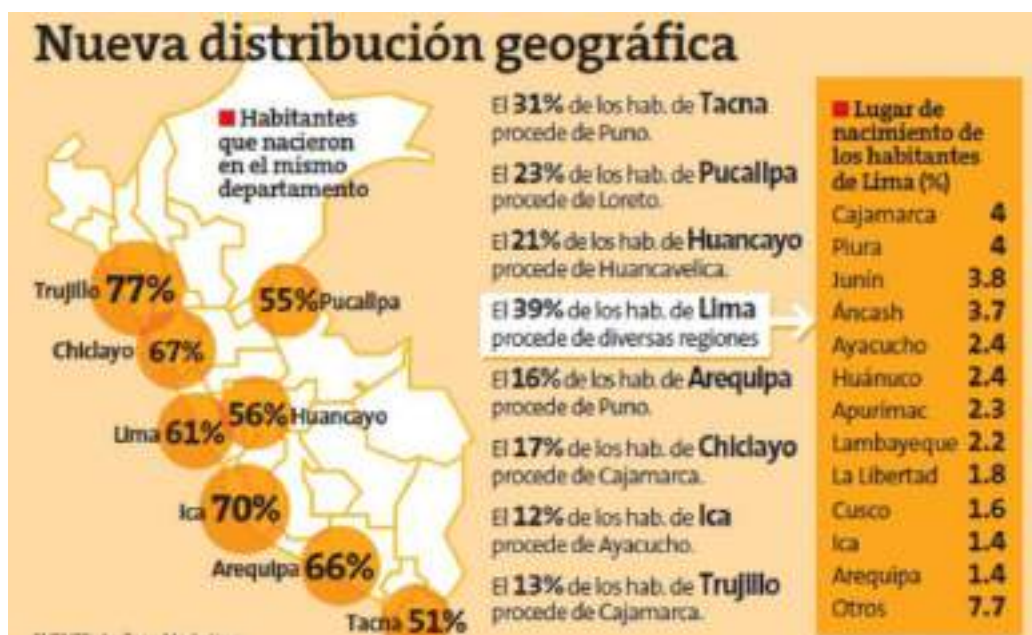 Nueva distribución geográfica
Habitantes
que nacieron
en el mismo
departamento
Trujillo 77%
55% Pucallpa
Chiclayo 67%
56% Huancayo
Lima 61%
Ica 70%
Arequipa 66%
Tacna 51%
El 31% de los hab. de Tacna
procede de Puno.
El 23% de los hab. de Pucallpa
procede de Loreto.
El 21% de los hab. de Huancayo
procede de Huancavelica.
El 39% de los hab. de Lima
procede de diversas regiones
El 16% de los hab. de Arequipa
procede de Puno.
El 17% de los hab. de Chiclayo
procede de Cajamarca.
El 12% de los hab. de Ica
procede de Ayacucho.
El 13% de los hab. de Trujillo
procede de Cajamarca.
Lugar de
nacimiento de
los habitantes
de Lima (%)
Cajamarca 4
Piura 4
Junín 3.8
Áncash 3.7
Ayacucho 2.4
Huánuco 2.4
Apurímac 2.3
Lambayeque 2.2
La Libertad 1.8
Cusco 1.6
Ica 1.4
Arequipa 1.4
Otros 7.7